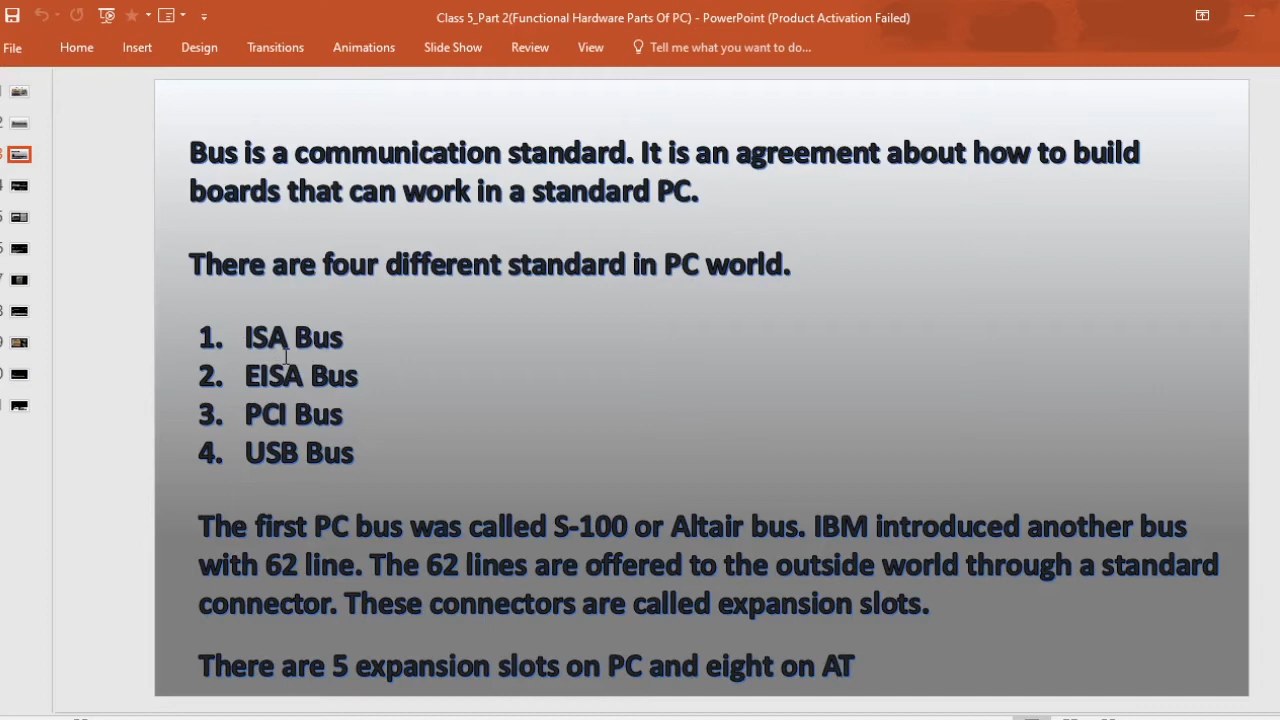 Class 5_Part 2(Functional Hardware Parts Of PC) - PowerPoint (Product Activation Failed)
File Home Insert Design Transitions Animations Slide Show Review View Tell me what you want to do...
Bus is a communication standard. It is an agreement about how to build
boards that can work in a standard PC.
There are four different standard in PC world.
1. ISA Bus
2. EISA Bus
3. PCI Bus
4. USB Bus
The first PC bus was called S-100 or Altair bus. IBM introduced another bus
with 62 line. The 62 lines are offered to the outside world through a standard
connector. These connectors are called expansion slots.
There are 5 expansion slots on PC and eight on AT